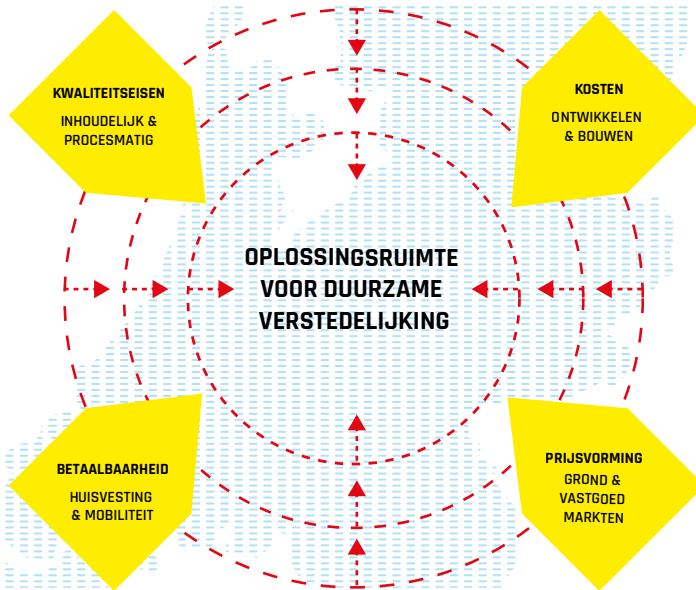 KWALITEITSEISEN
INHOUDELIJK &
PROCESMATIG
KOSTEN
ONTWIKKELEN
& BOUWEN
OPLOSSINGSRUIMTE
VOOR DUURZAME
VERSTEDELIJKING
BETAALBAARHEID
HUISVESTING
& MOBILITEIT
PRIJSVORMING
GROND &
VASTGOED
MARKTEN